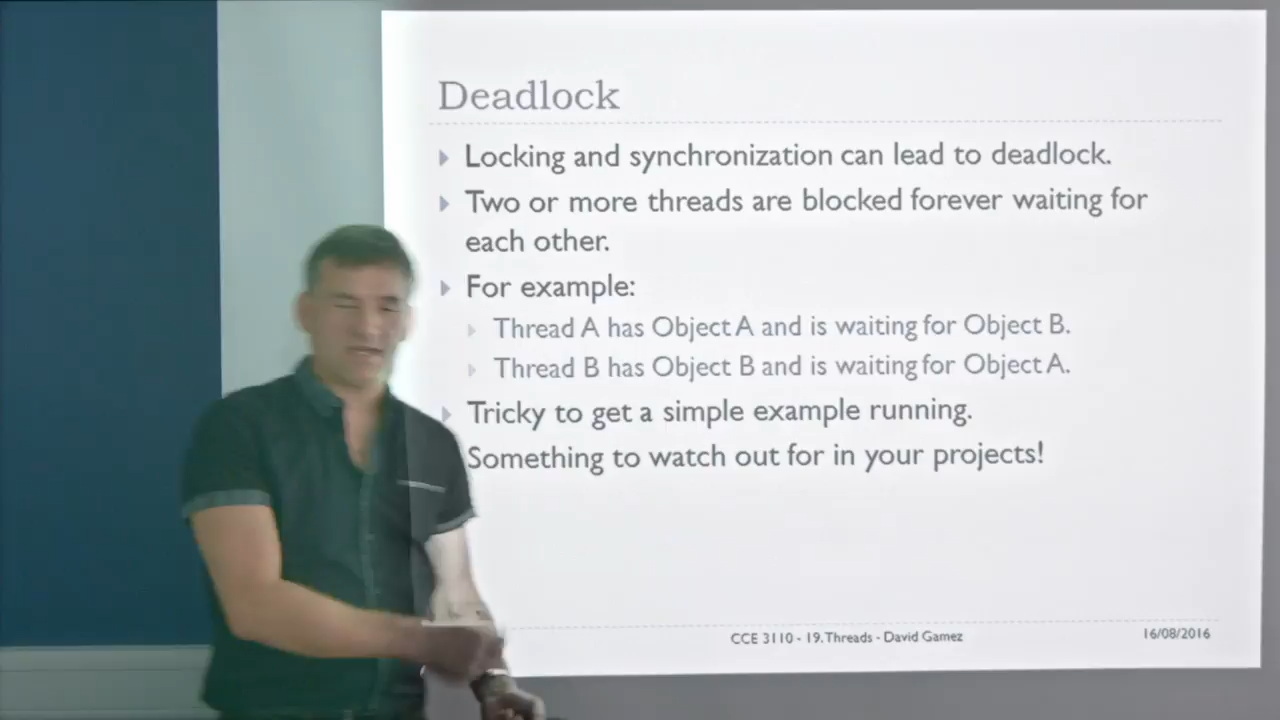 Deadlock
Locking and synchronization can lead to deadlock.
Two or more threads are blocked forever waiting for
each other.
For example:
Thread A has Object A and is waiting for Object B.
Thread B has Object B and is waiting for Object A.
Tricky to get a simple example running.
Something to watch out for in your projects!
CCE 3110 - 19. Threads - David Gamez
16/08/2016